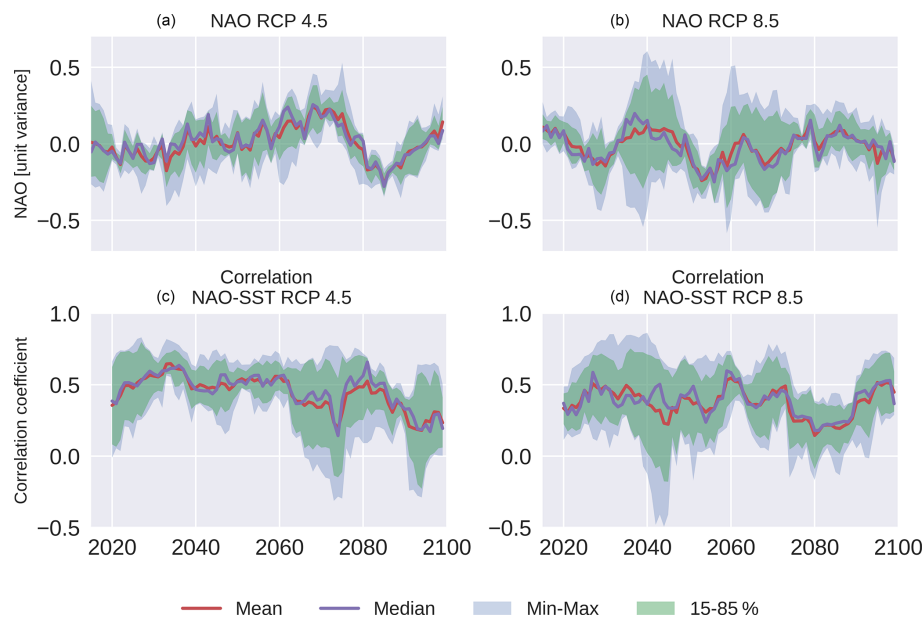 (a) NAO RCP 4.5
(b) NAO RCP 8.5
NAO [unit variance]
0.5
0.0
−0.5
0.5
0.0
−0.5
Correlation
(c) NAO-SST RCP 4.5
Correlation
(d) NAO-SST RCP 8.5
Correlation coefficient
1.0
0.5
0.0
−0.5
1.0
0.5
0.0
−0.5
2020 2040 2060 2080 2100
2020 2040 2060 2080 2100
Mean Median Min-Max 15-85 %